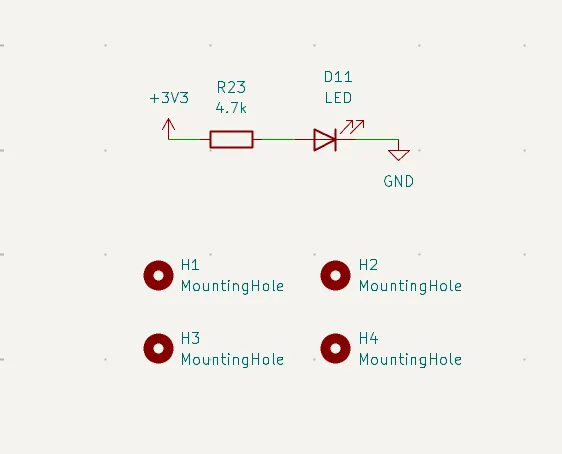 D11
R23
LED
+3V3
4.7k
GND
H1
MountingHole
H2
MountingHole
H3
MountingHole
H4
MountingHole